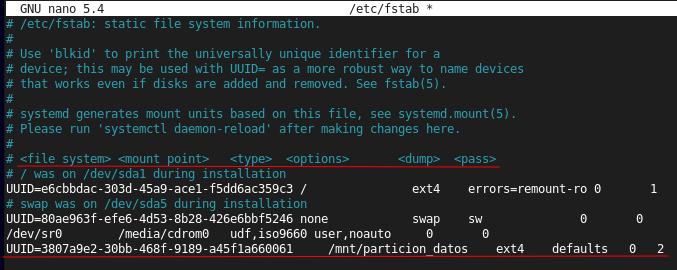 GNU nano 5.4 /etc/fstab *
# /etc/fstab: static file system information.
#
# Use 'blkid' to print the universally unique identifier for a
# device; this may be used with UUID= as a more robust way to name devices
# that works even if disks are added and removed. See fstab(5).
#
# systemd generates mount units based on this file, see systemd.mount(5).
# Please run 'systemctl daemon-reload' after making changes here.
#
# <file system> <mount point> <type> <options> <dump> <pass>
# / was on /dev/sda1 during installation
UUID=e6cbbdac-303d-45a9-ace1-f5dd6ac359c3 / ext4 errors=remount-ro 0 1
# swap was on /dev/sda5 during installation
UUID=80ae963f-efe6-4d53-8b28-426e6bbf5246 none swap sw 0 0
/dev/sr0 /media/cdrom0 udf,iso9660 user,noauto 0 0
UUID=3807a9e2-30bb-468f-9189-a45f1a660061 /mnt/particion_datos ext4 defaults 0 2